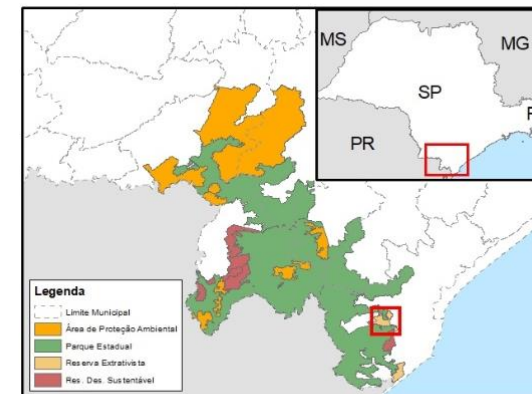 MS
MG
SP
PR
Legenda
Limite Municipal
Área de Proteção Ambiental
Parque Estadual
Reserva Extrativista
Res. Des. Sustentável